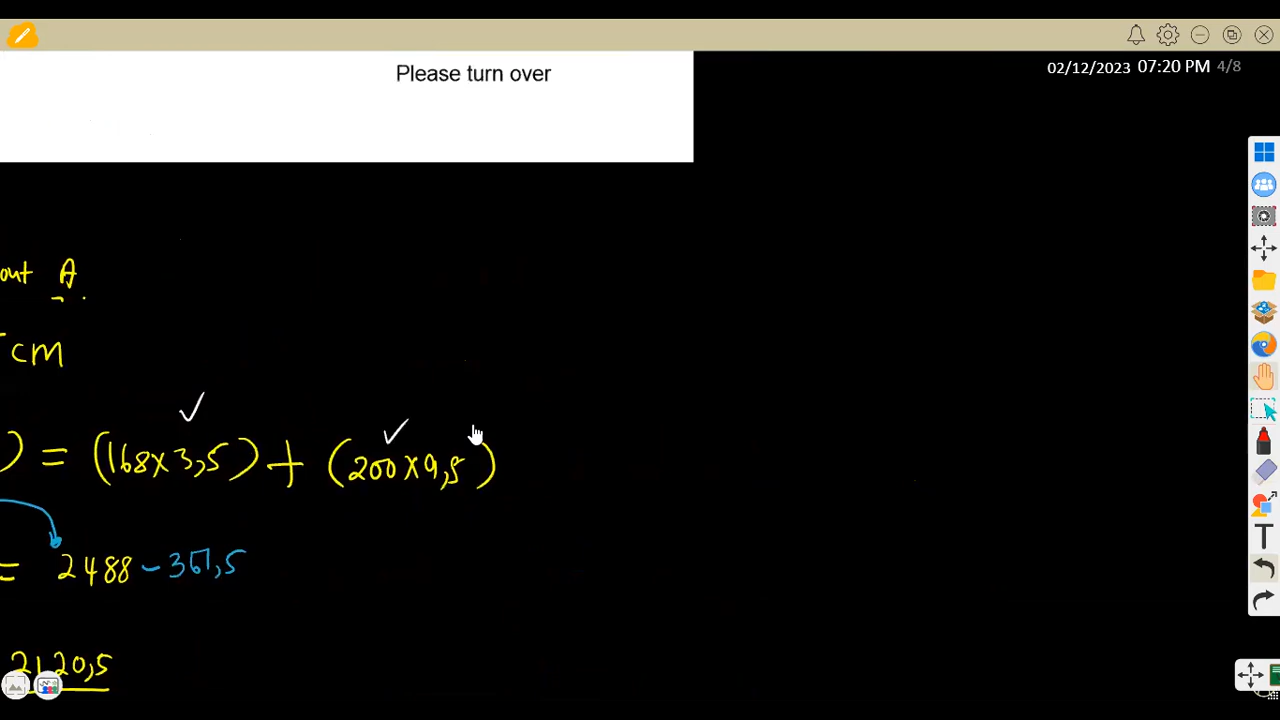 02/12/2023 07:20 PM 4/8
Please turn over
out A.
cm
) = (168x3,5) + (200x9,5)
= 2488 - 367,5
2120,5
T